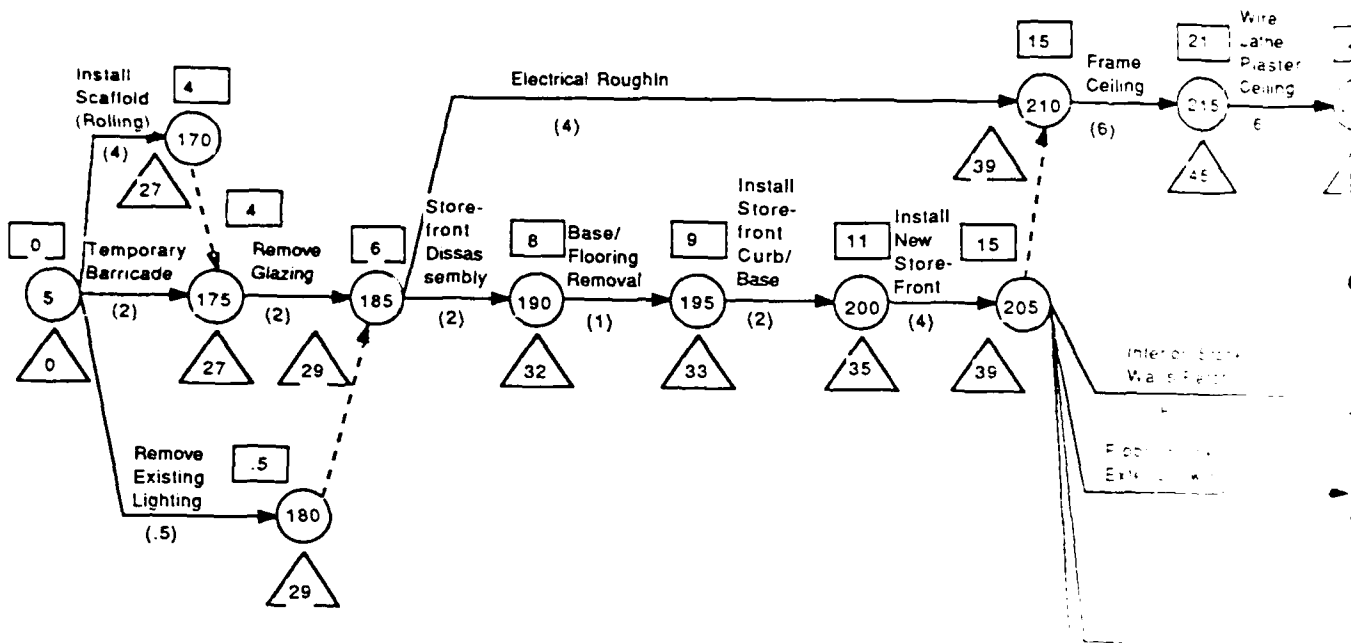 Install
Scaffold
(Rolling)
(4)
4
170
27
0
5
0
Temporary
Barricade
(2)
4
175
27
Remove
Glazing
(2)
6
185
29
Remove
Existing
Lighting
(.5)
.5
180
29
Electrical RoughIn
(4)
Store-
front
Dissas
sembly
(2)
8
190
32
Base/
Flooring
Removal
(1)
9
195
33
Install
Store-
front
Curb/
Base
(2)
11
200
35
Install
New
Store-
Front
(4)
15
205
39
15
210
39
Frame
Ceiling
(6)
21
215
45
Wire
Lathe
Plaster
Ceiling
6
Interior
Walls